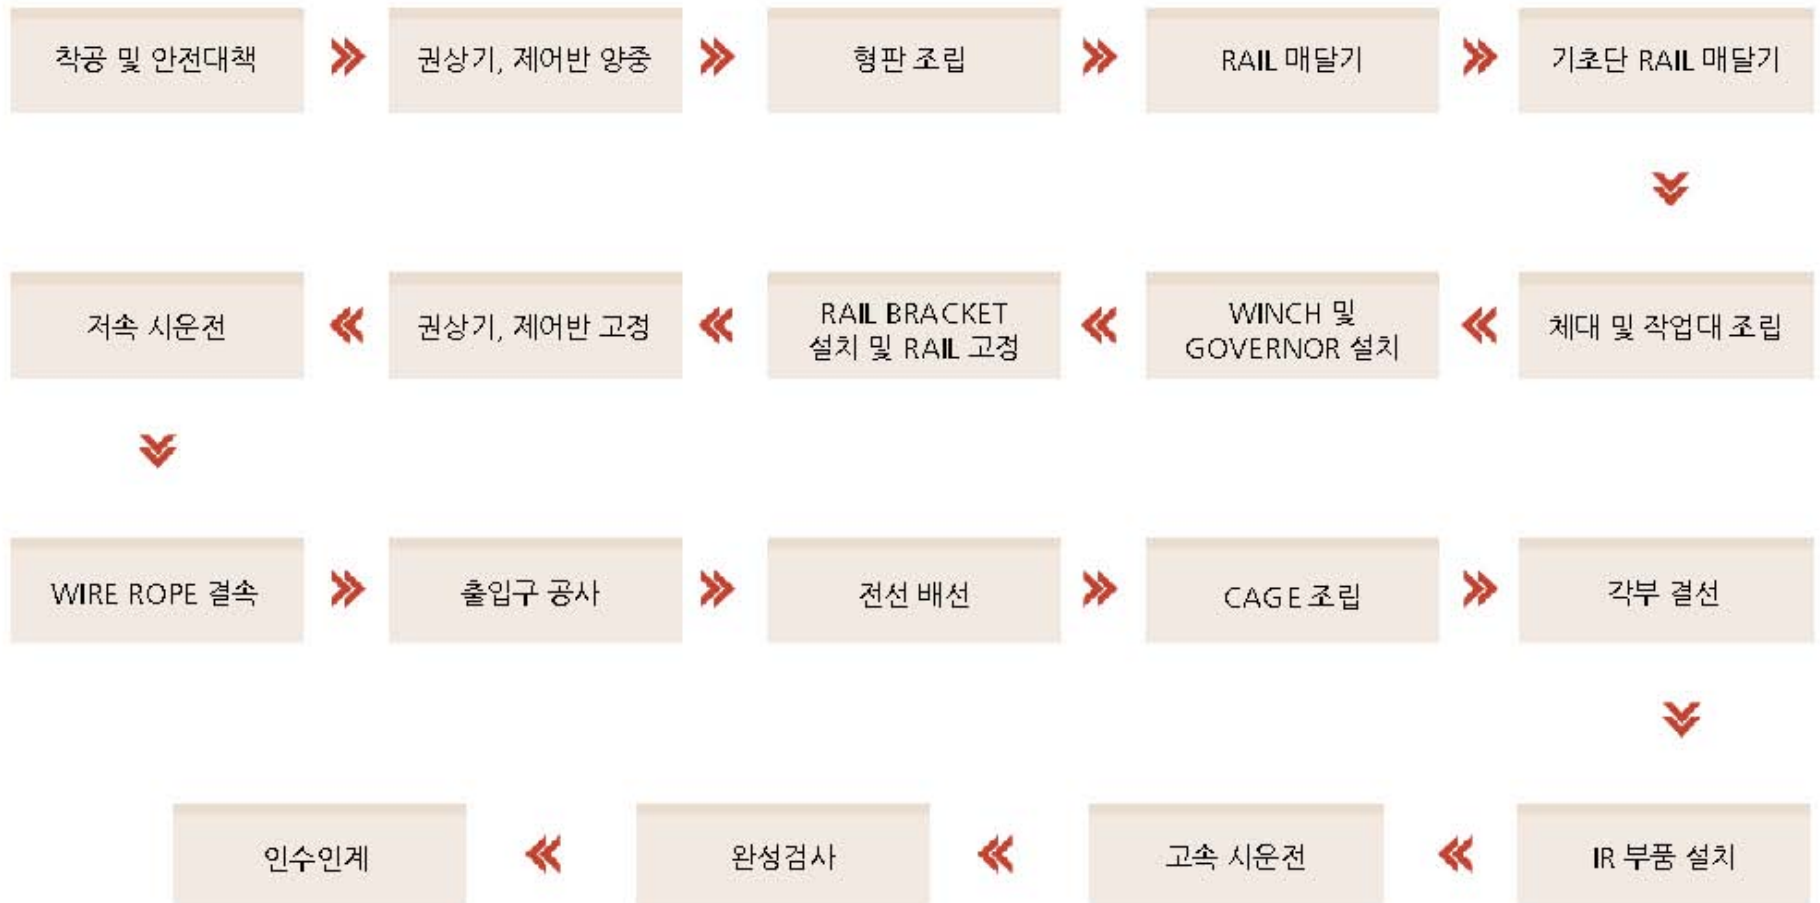 착공 및 안전대책
권상기, 제어반 양중
형판 조립
RAIL 매달기
기초단 RAIL 매달기
체대 및 작업대 조립
WINCH 및
GOVERNOR 설치
RAIL BRACKET
설치 및 RAIL 고정
권상기, 제어반 고정
저속 시운전
WIRE ROPE 결속
출입구 공사
전선 배선
CAGE 조립
각부 결선
IR 부품 설치
고속 시운전
완성검사
인수인계